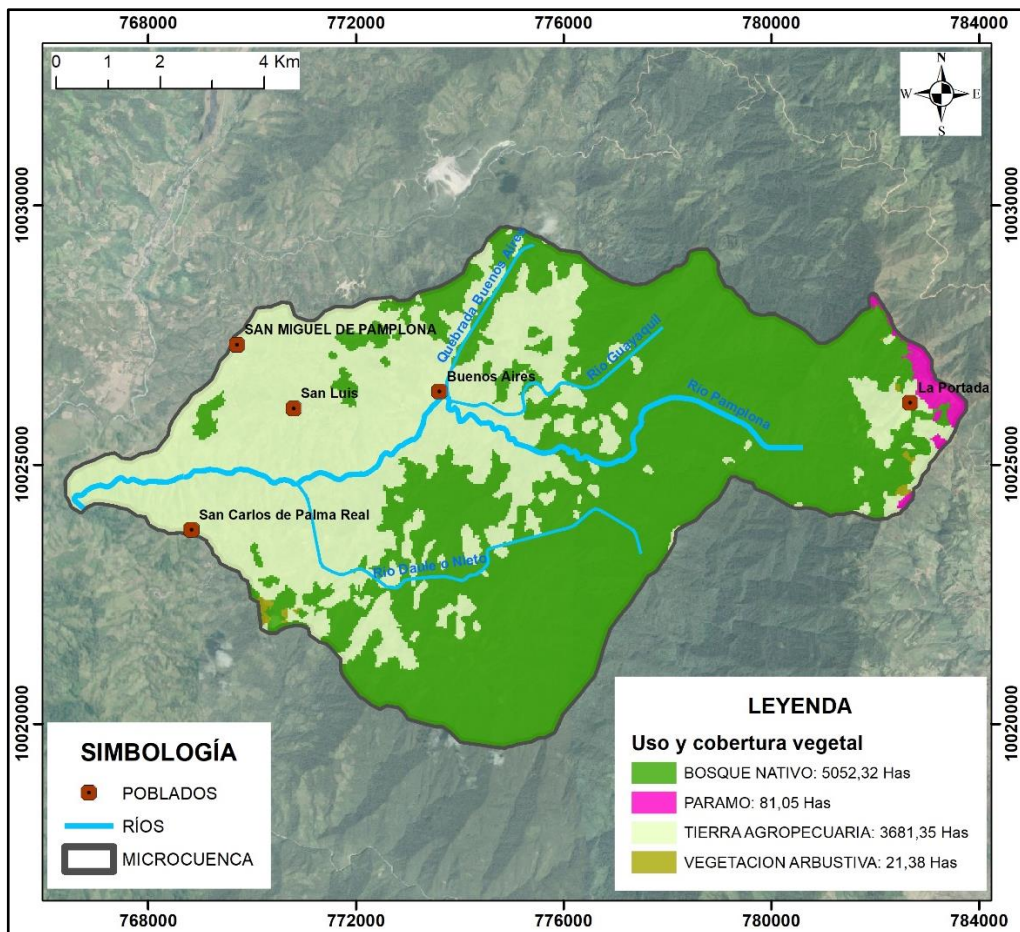 768000 772000 776000 780000 784000
0 1 2 4 Km
N
W E
S
10030000 10030000
Quebrada Buenos Aires
SAN MIGUEL DE PAMPLONA
Río Guayaquil
Buenos Aires
La Portada
San Luis
Río Pamplona
10025000 10025000
San Carlos de Palma Real
Río Daule o Nieto
10020000 10020000
SIMBOLOGÍA
POBLADOS
RÍOS
MICROCUENCA
LEYENDA
Uso y cobertura vegetal
BOSQUE NATIVO: 5052,32 Has
PARAMO: 81,05 Has
TIERRA AGROPECUARIA: 3681,35 Has
VEGETACION ARBUSTIVA: 21,38 Has
768000 772000 776000 780000 784000